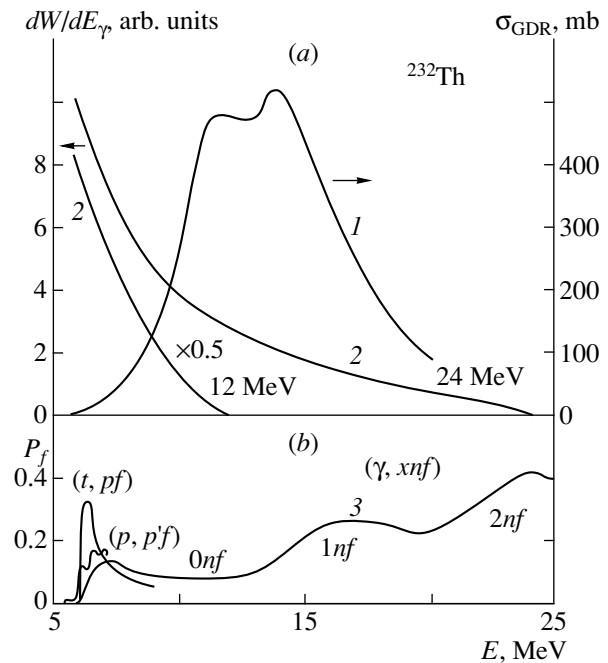 dW/dEγ, arb. units
σGDR, mb
(a)
²³²Th
8
6
4
2
0
400
300
200
100
0
2
1
×0.5
2
12 MeV
24 MeV
(b)
Pf
0.4
0.2
0
(t, pf)
(p, p'f)
(γ, xnf)
0nf
3
1nf
2nf
5
10
15
20
25
E, MeV